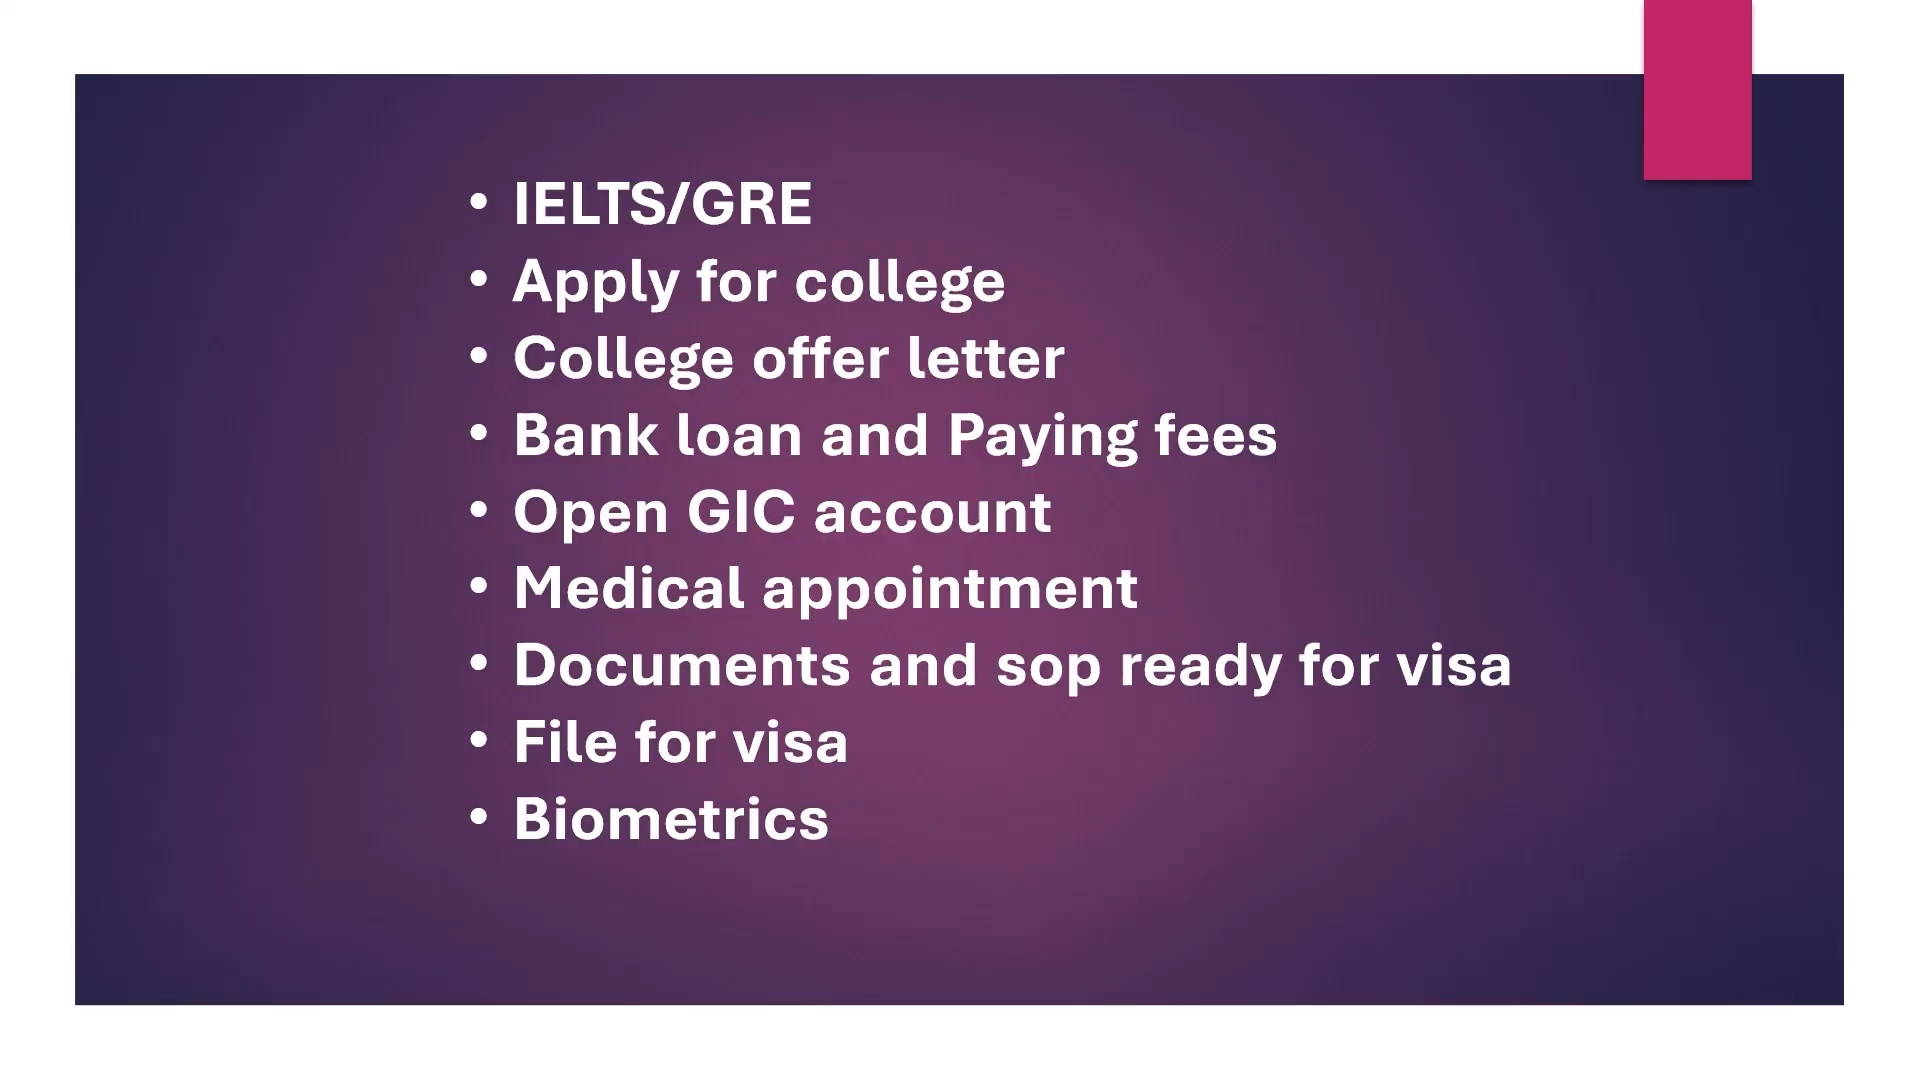 • IELTS/GRE
• Apply for college
• College offer letter
• Bank loan and Paying fees
• Open GIC account
• Medical appointment
• Documents and sop ready for visa
• File for visa
• Biometrics